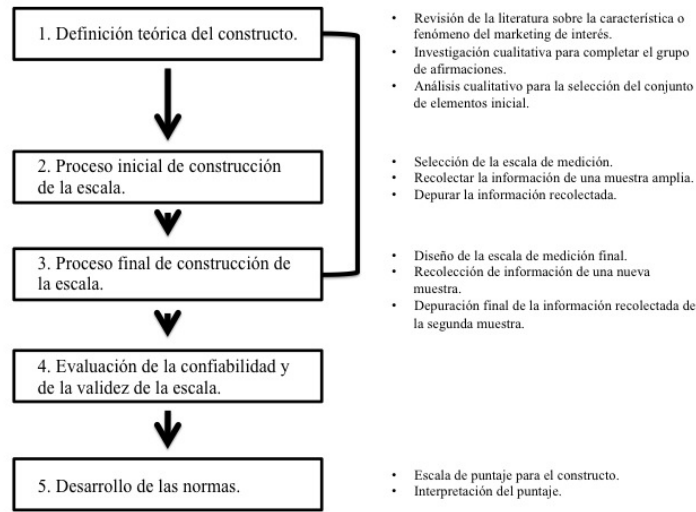 1. Definición teórica del constructo.
• Revisión de la literatura sobre la característica o
fenómeno del marketing de interés.
• Investigación cualitativa para completar el grupo
de afirmaciones.
• Análisis cualitativo para la selección del conjunto
de elementos inicial.
2. Proceso inicial de construcción
de la escala.
• Selección de la escala de medición.
• Recolectar la información de una muestra amplia.
• Depurar la información recolectada.
3. Proceso final de construcción de
la escala.
• Diseño de la escala de medición final.
• Recolección de información de una nueva
muestra.
• Depuración final de la información recolectada de
la segunda muestra.
4. Evaluación de la confiabilidad y
de la validez de la escala.
5. Desarrollo de las normas.
• Escala de puntaje para el constructo.
• Interpretación del puntaje.